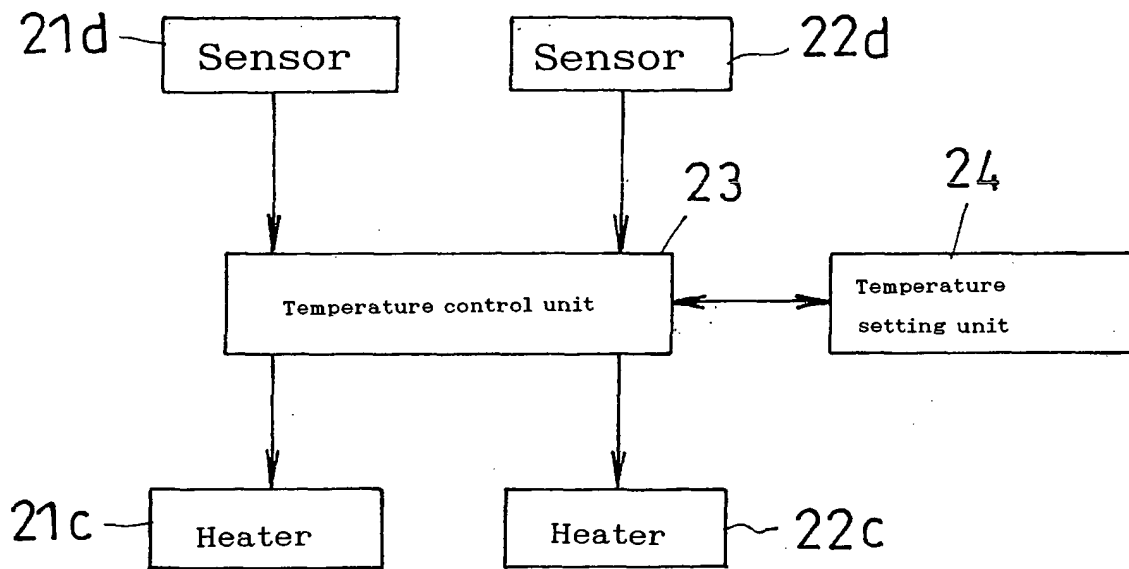 21d
Sensor
Sensor
22d
23
24
Temperature control unit
Temperature
setting unit
21c
Heater
Heater
22c